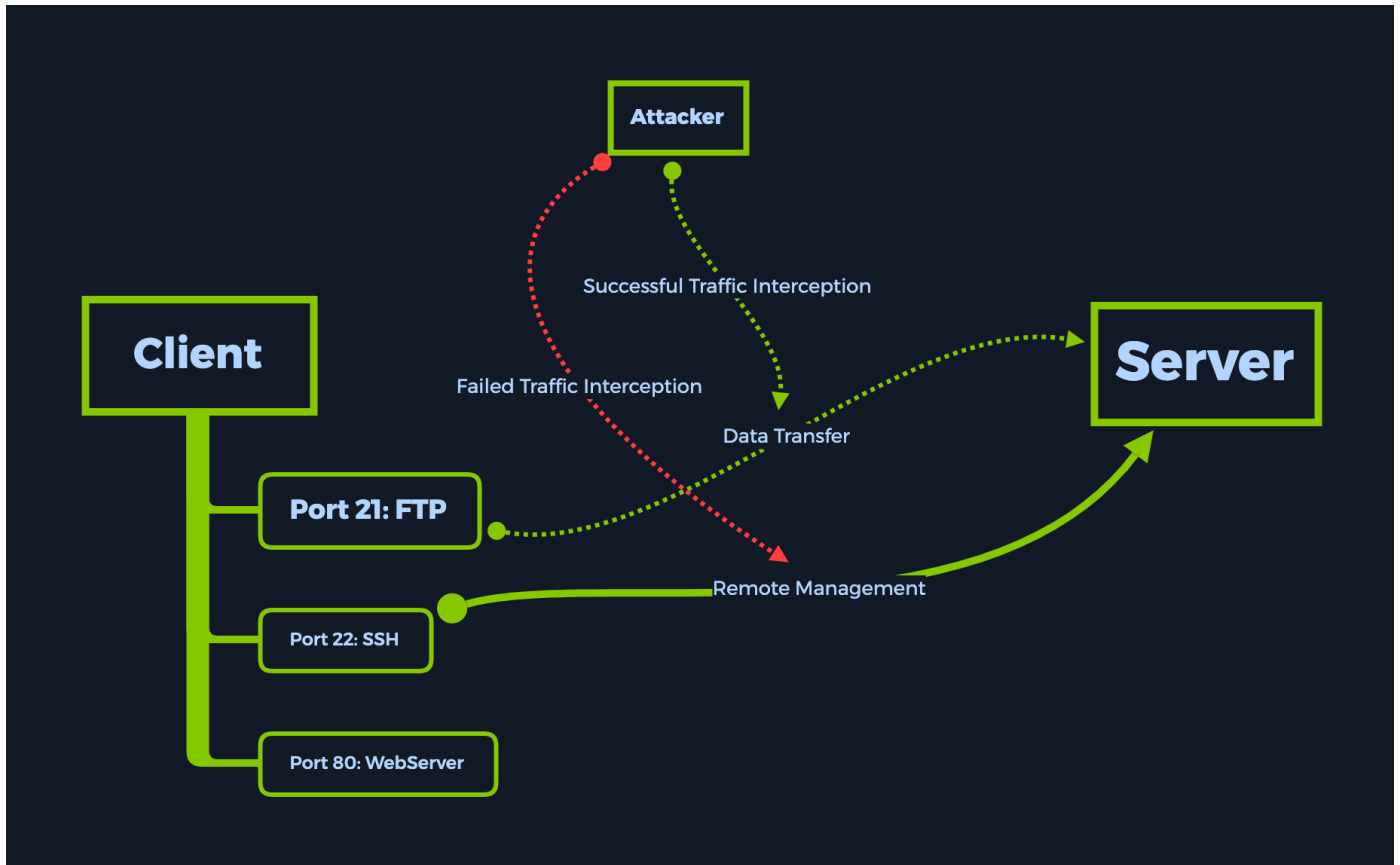 Attacker
Successful Traffic Interception
Client
Server
Failed Traffic Interception
Data Transfer
Port 21: FTP
Remote Management
Port 22: SSH
Port 80: WebServer